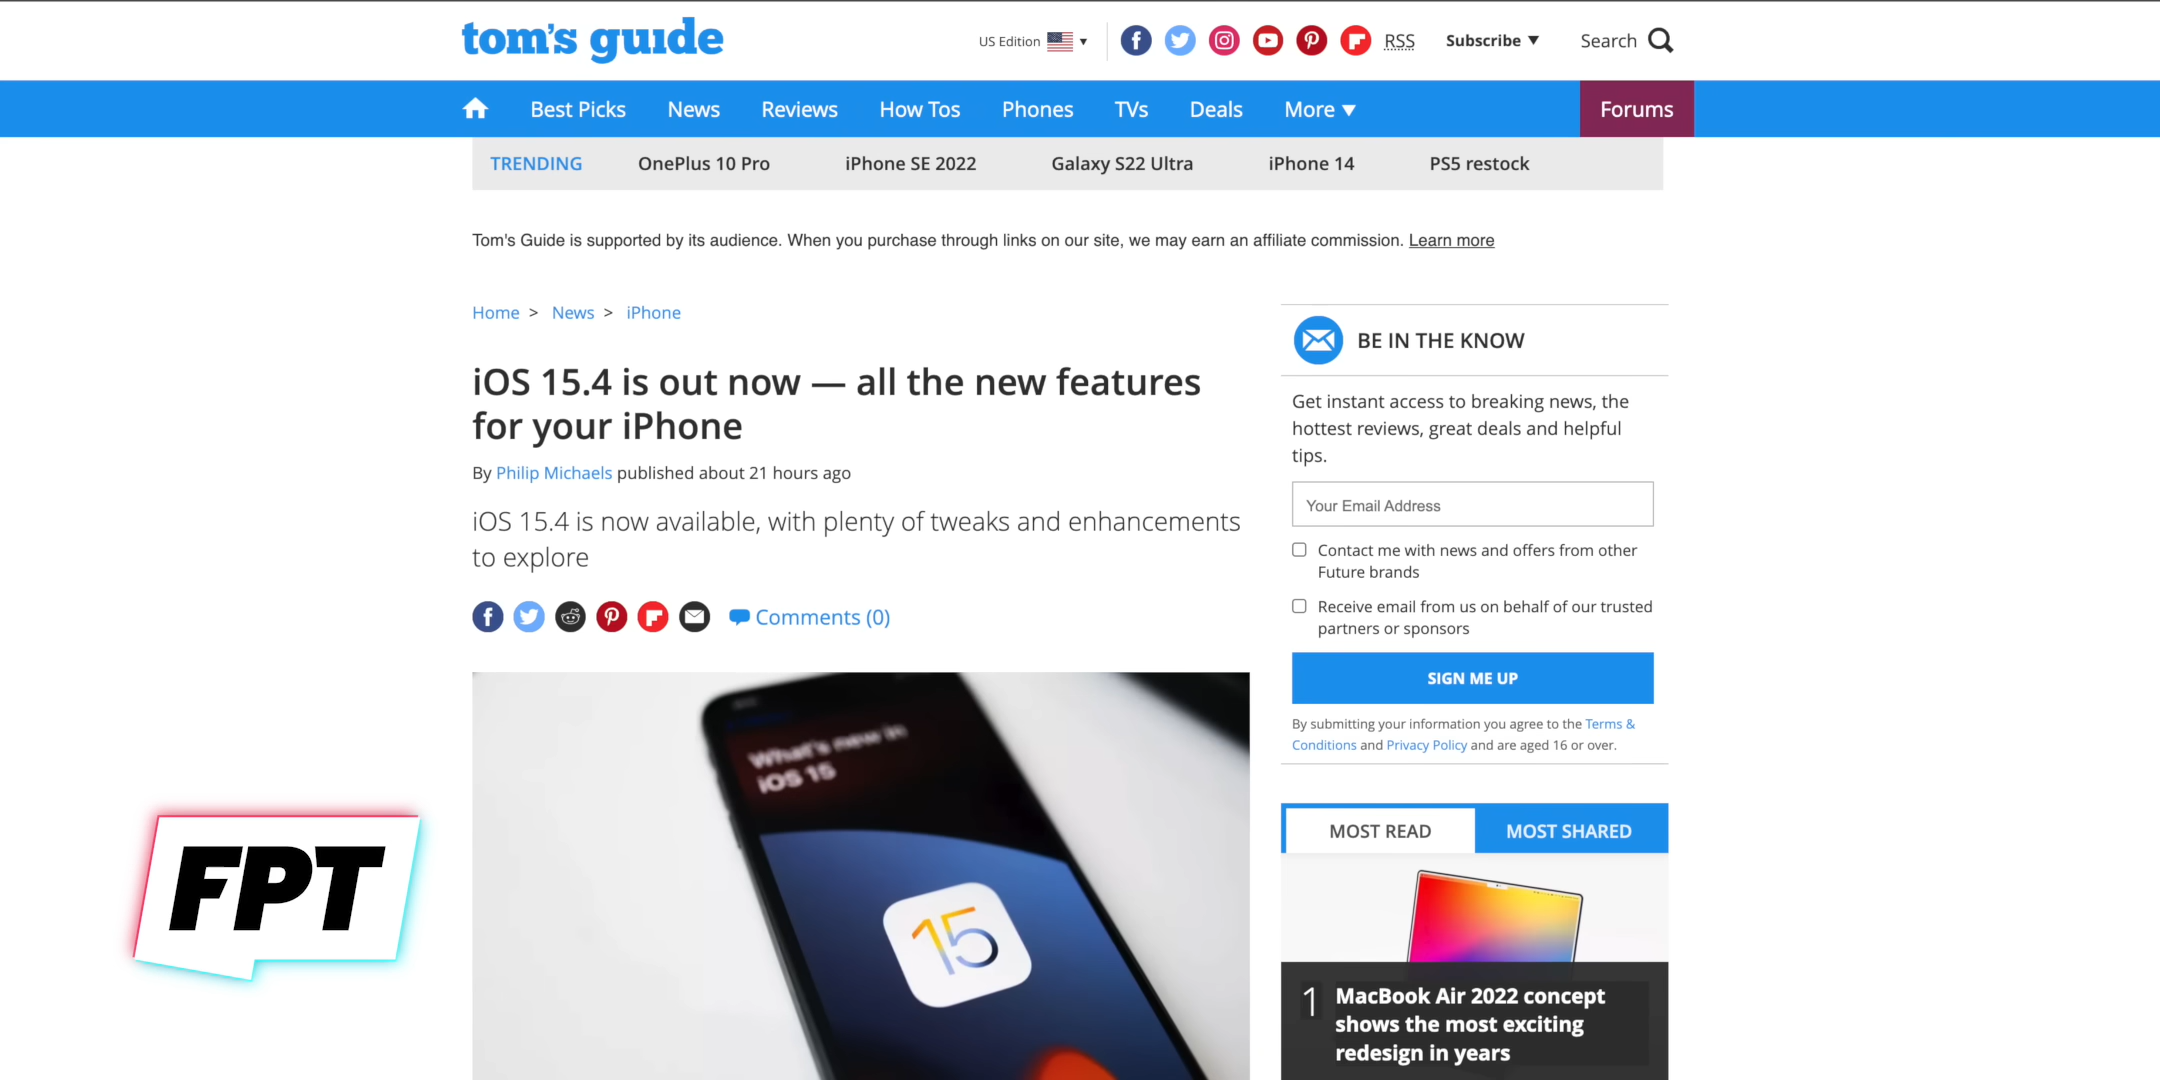 tom's guide
US Edition
RSS
Subscribe
Search
Best Picks
News
Reviews
How Tos
Phones
TVs
Deals
More
Forums
TRENDING
OnePlus 10 Pro
iPhone SE 2022
Galaxy S22 Ultra
iPhone 14
PS5 restock
Tom's Guide is supported by its audience. When you purchase through links on our site, we may earn an affiliate commission. Learn more
Home > News > iPhone
iOS 15.4 is out now — all the new features
for your iPhone
By Philip Michaels published about 21 hours ago
iOS 15.4 is now available, with plenty of tweaks and enhancements
to explore
Comments (0)
What's new in
iOS 15
15
FPT
BE IN THE KNOW
Get instant access to breaking news, the
hottest reviews, great deals and helpful
tips.
Your Email Address
Contact me with news and offers from other
Future brands
Receive email from us on behalf of our trusted
partners or sponsors
SIGN ME UP
By submitting your information you agree to the Terms &
Conditions and Privacy Policy and are aged 16 or over.
MOST READ
MOST SHARED
1
MacBook Air 2022 concept
shows the most exciting
redesign in years